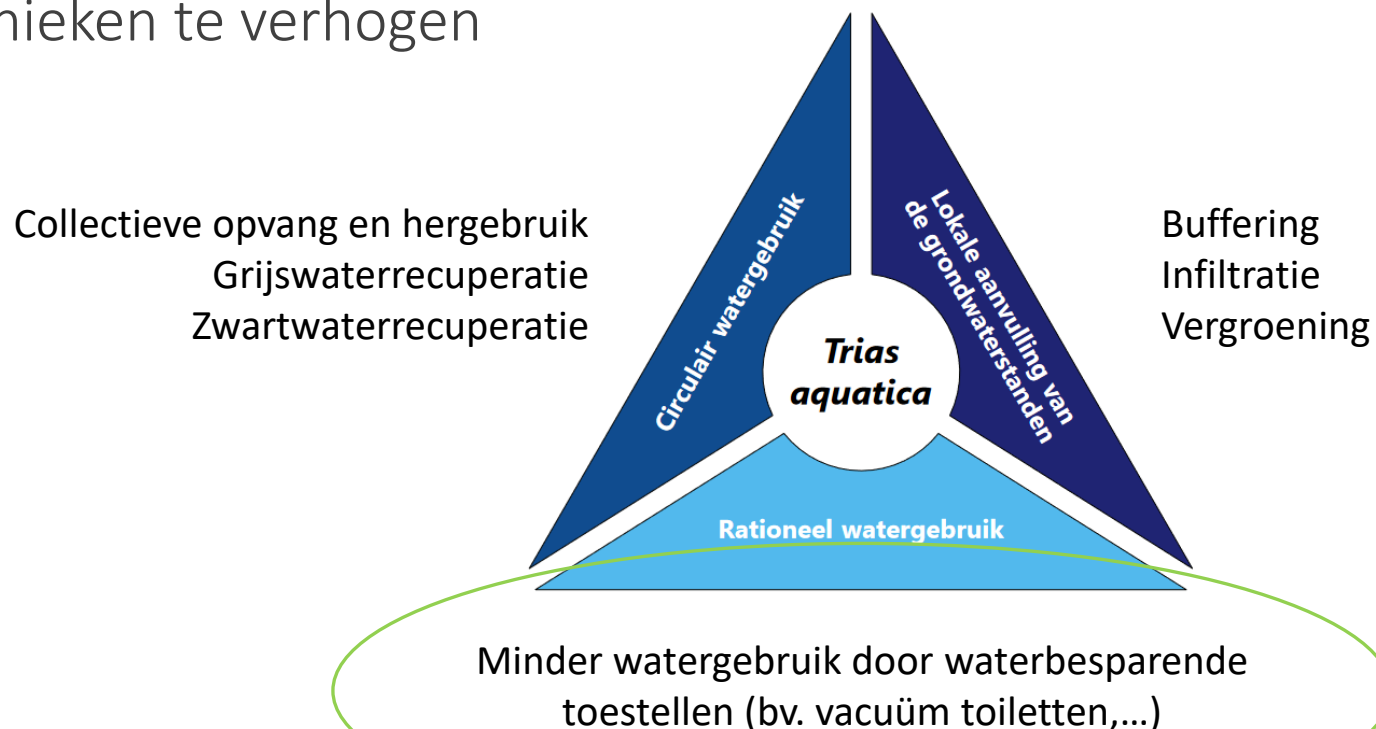 nieken te verhogen
Collectieve opvang en hergebruik
Grijswaterrecuperatie
Zwartwaterrecuperatie
Circulair watergebruik
Lokale aanvulling van
de grondwaterstanden
Buffering
Infiltratie
Vergroening
Trias
aquatica
Rationeel watergebruik
Minder watergebruik door waterbesparende
toestellen (bv. vacuüm toiletten,…)